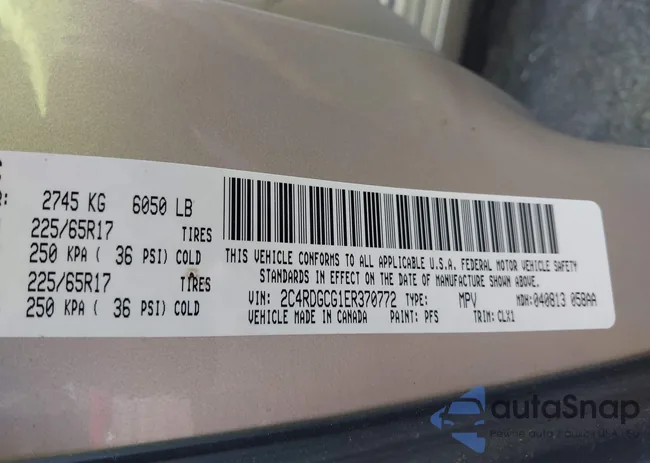 2745 KG 6050 LB
225/65R17 TIRES
250 KPA ( 36 PSI) COLD
225/65R17 TIRES
250 KPA ( 36 PSI) COLD
THIS VEHICLE CONFORMS TO ALL APPLICABLE U.S.A. FEDERAL MOTOR VEHICLE SAFETY
STANDARDS IN EFFECT ON THE DATE OF MANUFACTURE SHOWN ABOVE.
VIN: 2C4RDGCG1ER370772 TYPE: MPV MDH:040813 058AA
VEHICLE MADE IN CANADA PAINT: PFS TRIM: CLX1
autaSnap